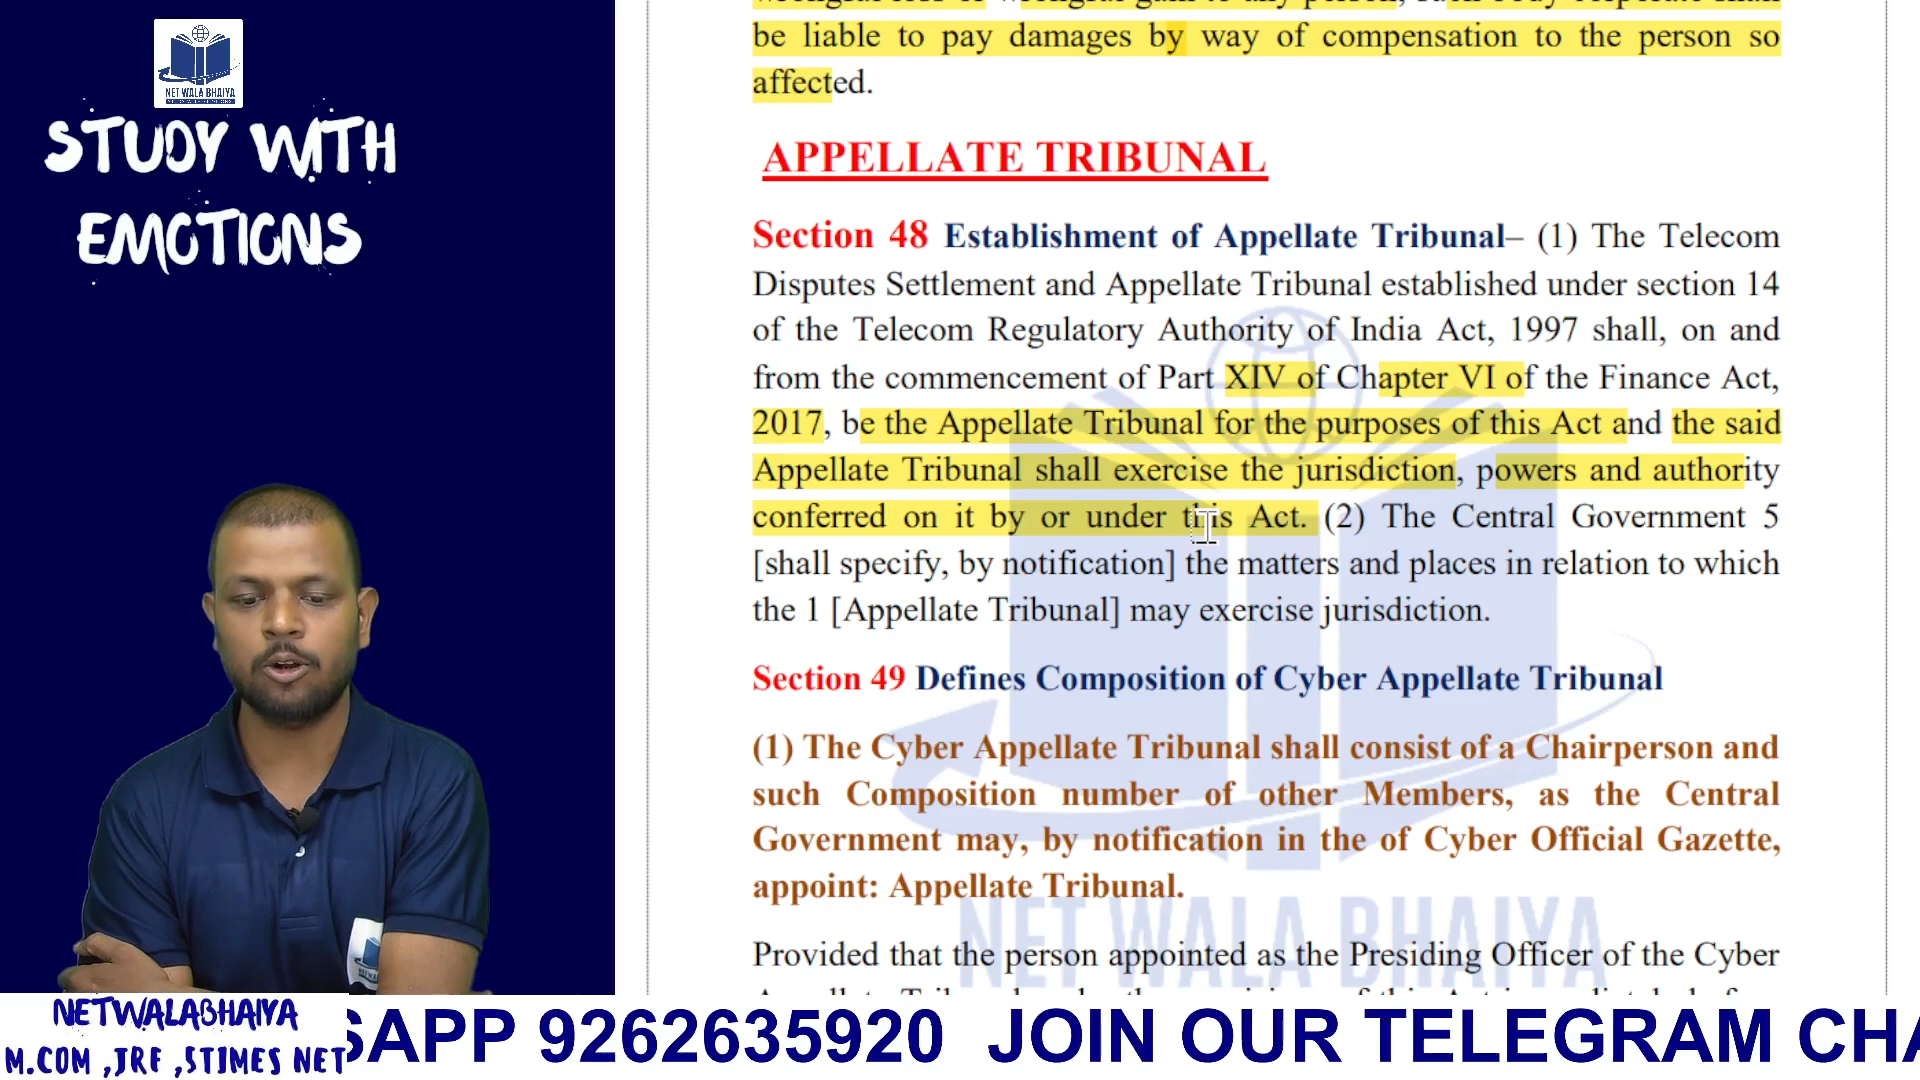 NET WALA BHAIYA
STUDY WITH
EMOTIONS
be liable to pay damages by way of compensation to the person so
affected.
APPELLATE TRIBUNAL
Section 48 Establishment of Appellate Tribunal– (1) The Telecom
Disputes Settlement and Appellate Tribunal established under section 14
of the Telecom Regulatory Authority of India Act, 1997 shall, on and
from the commencement of Part XIV of Chapter VI of the Finance Act,
2017, be the Appellate Tribunal for the purposes of this Act and the said
Appellate Tribunal shall exercise the jurisdiction, powers and authority
conferred on it by or under this Act. (2) The Central Government 5
[shall specify, by notification] the matters and places in relation to which
the 1 [Appellate Tribunal] may exercise jurisdiction.
Section 49 Defines Composition of Cyber Appellate Tribunal
(1) The Cyber Appellate Tribunal shall consist of a Chairperson and
such Composition number of other Members, as the Central
Government may, by notification in the of Cyber Official Gazette,
appoint: Appellate Tribunal.
NET WALA BHAIYA
Provided that the person appointed as the Presiding Officer of the Cyber
NETWALABHAIYA
M.COM ,JRF ,5TIMES NET
SAPP 9262635920 JOIN OUR TELEGRAM CHA